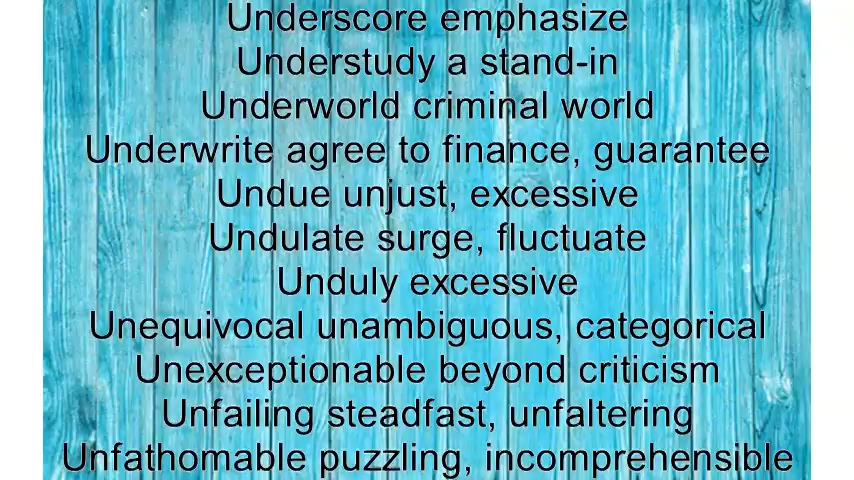 Underscore emphasize
Understudy a stand-in
Underworld criminal world
Underwrite agree to finance, guarantee
Undue unjust, excessive
Undulate surge, fluctuate
Unduly excessive
Unequivocal unambiguous, categorical
Unexceptionable beyond criticism
Unfailing steadfast, unfaltering
Unfathomable puzzling, incomprehensible